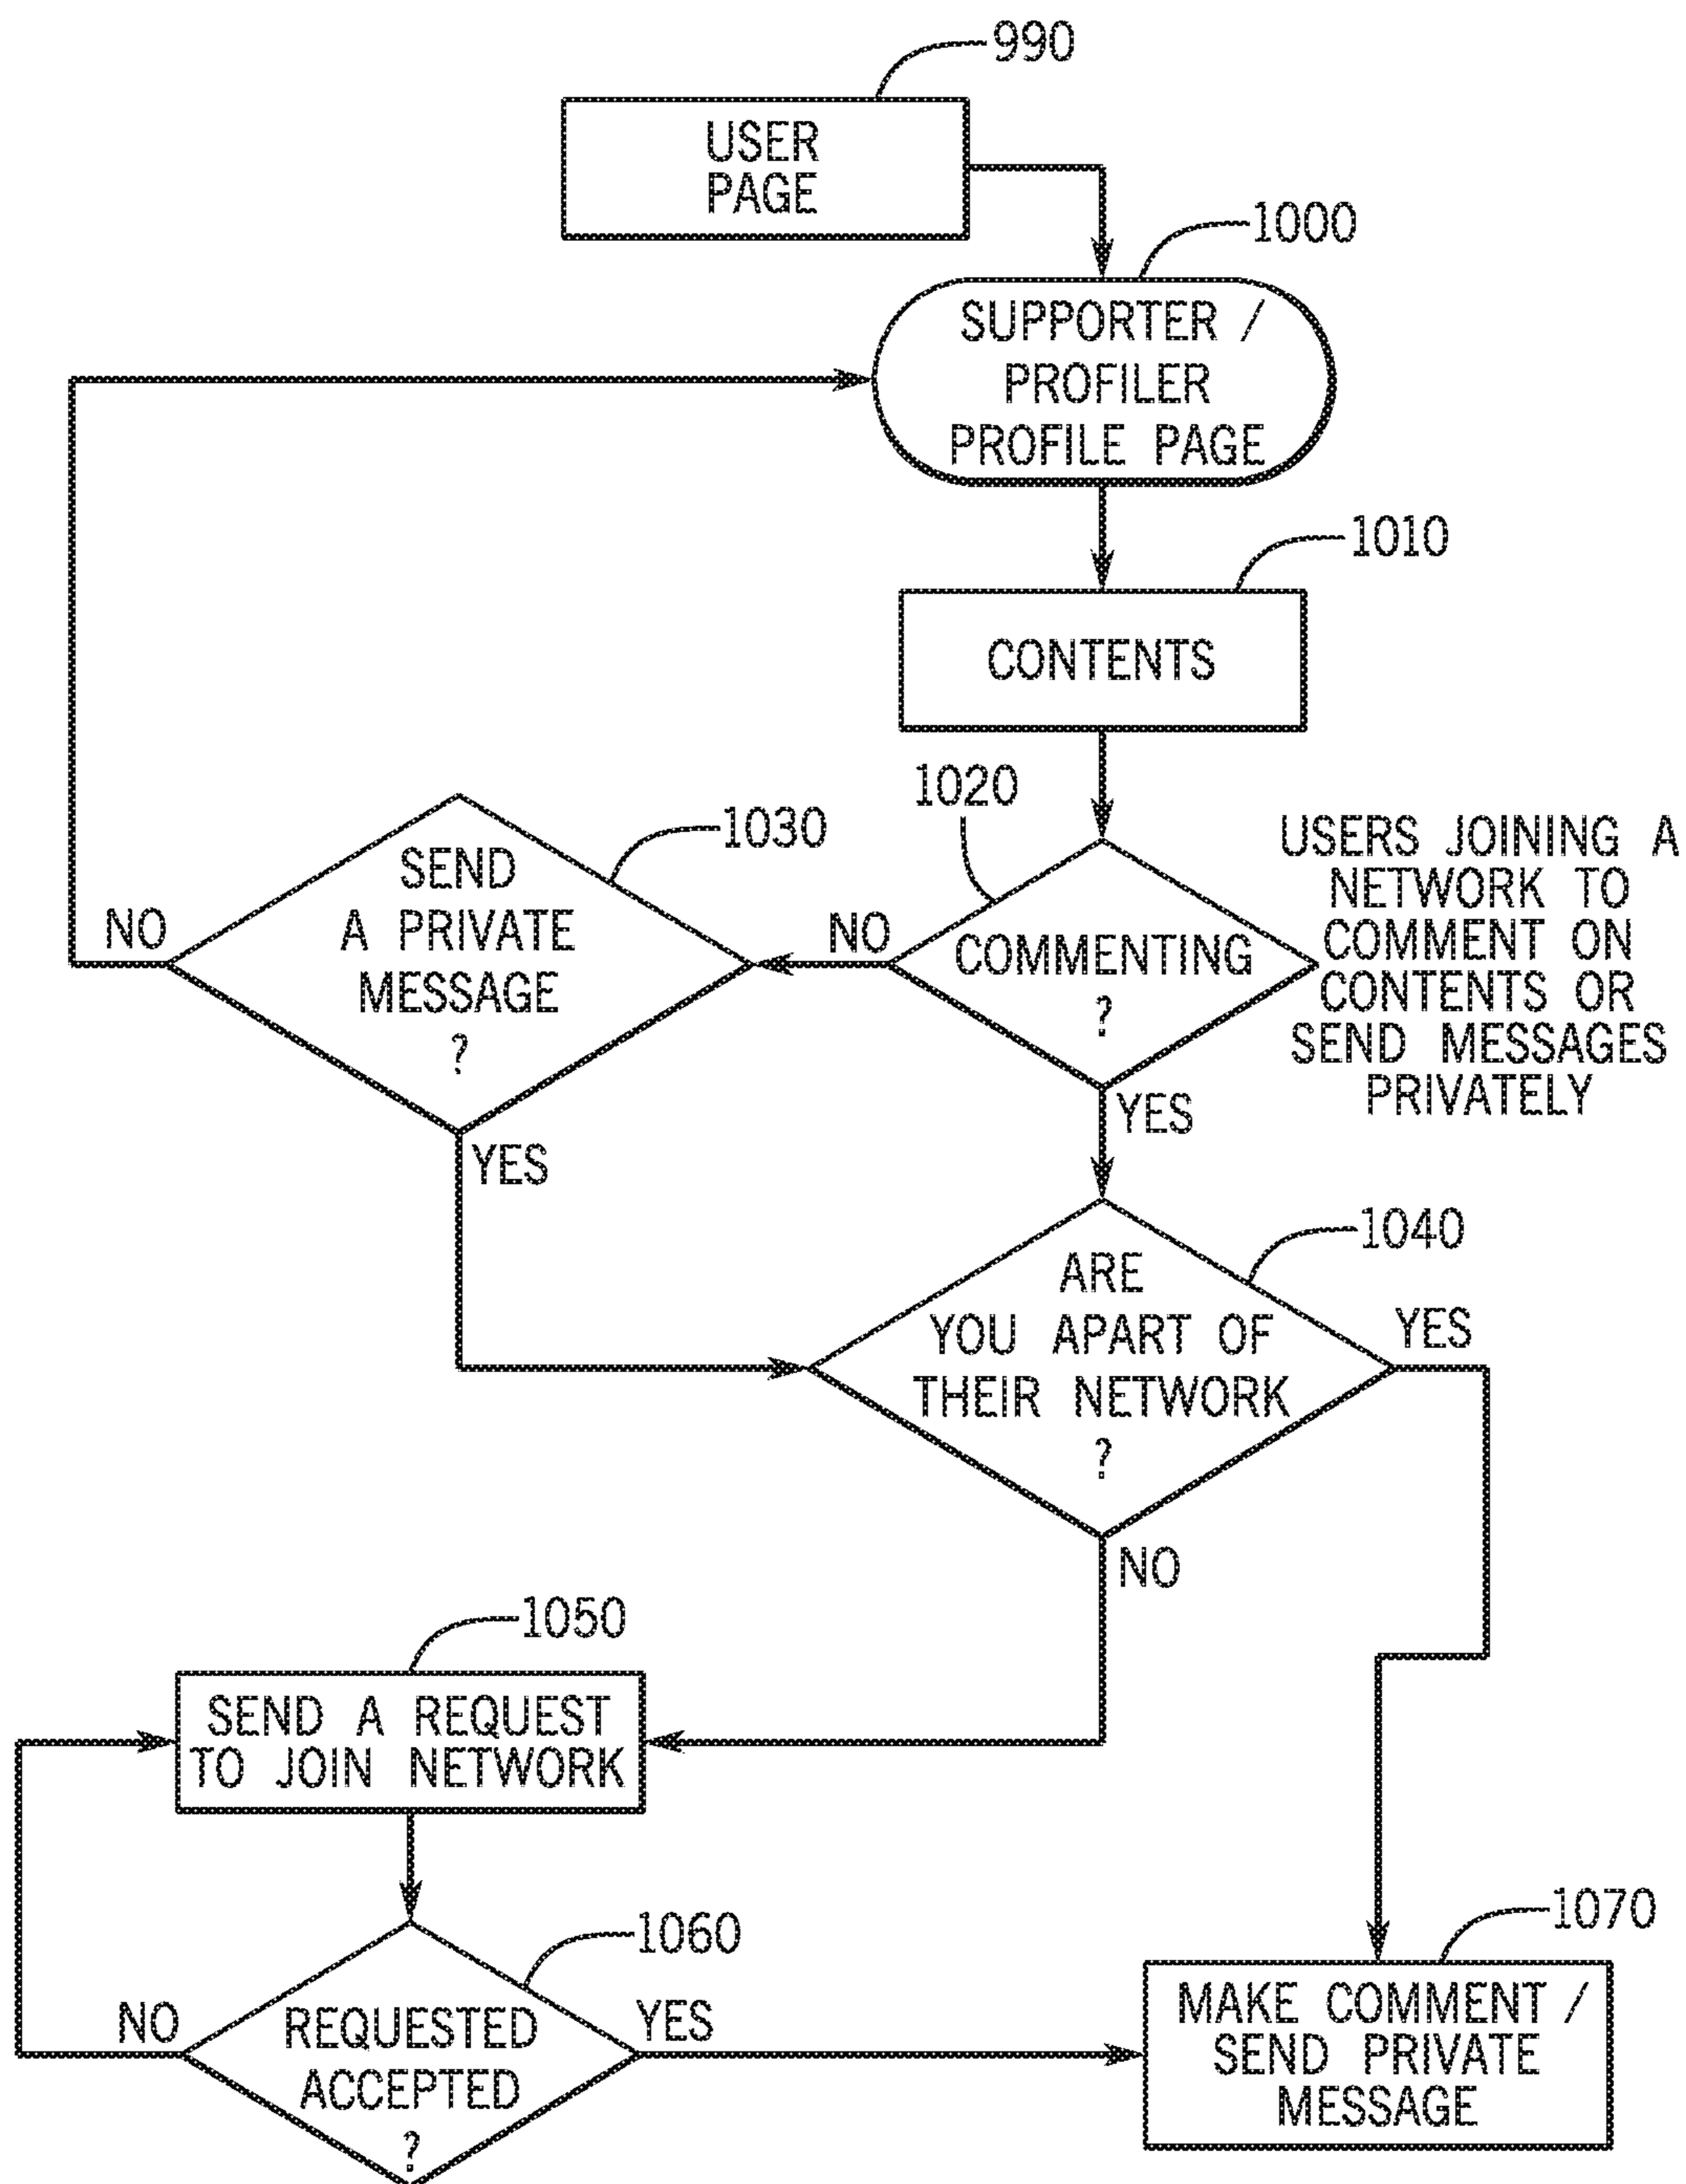 990
USER
PAGE
1000
SUPPORTER /
PROFILER
PROFILE PAGE
1010
CONTENTS
1020
1030
SEND
A PRIVATE
MESSAGE
?
NO
NO
COMMENTING
?
USERS JOINING A
NETWORK TO
COMMENT ON
CONTENTS OR
SEND MESSAGES
PRIVATELY
YES
YES
1040
ARE
YOU APART OF
THEIR NETWORK
?
YES
NO
1050
SEND A REQUEST
TO JOIN NETWORK
1060
NO
REQUESTED
ACCEPTED
?
YES
1070
MAKE COMMENT /
SEND PRIVATE
MESSAGE